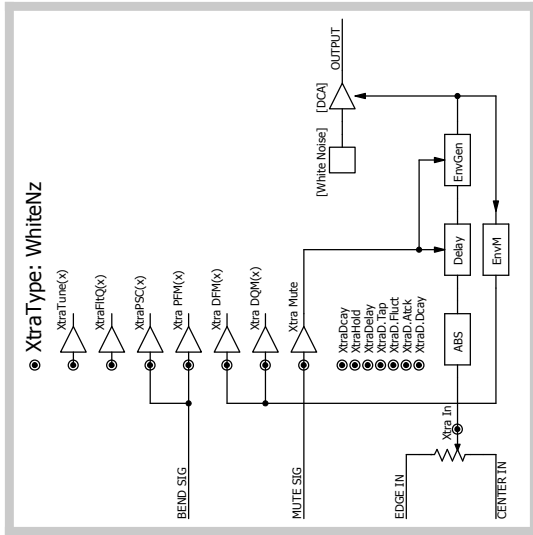 XtraType: WhiteNz
XtraTune(x)
XtraFltQ(x)
XtraPSC(x)
Xtra PFM(x)
Xtra DFM(x)
Xtra DQM(x)
Xtra Mute
XtraDcay
XtraHold
XtraDelay
XtraD.Tap
XtraD.Fluct
XtraD.Atck
XtraD.Dcay
BEND SIG
MUTE SIG
EDGE IN
CENTER IN
Xtra In
ABS
Delay
EnvGen
EnvM
[White Noise]
[DCA]
OUTPUT